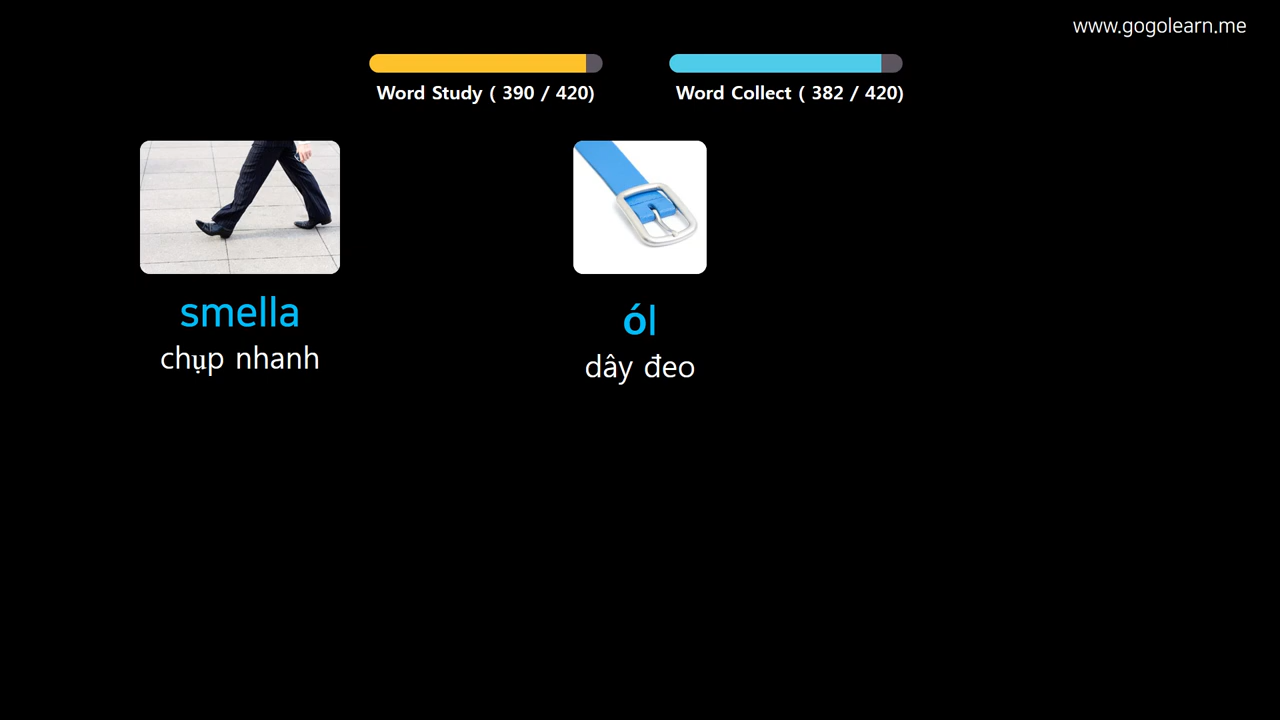 www.gogolearn.me
Word Study ( 390 / 420)
Word Collect ( 382 / 420)
smella
chụp nhanh
ól
dây đeo